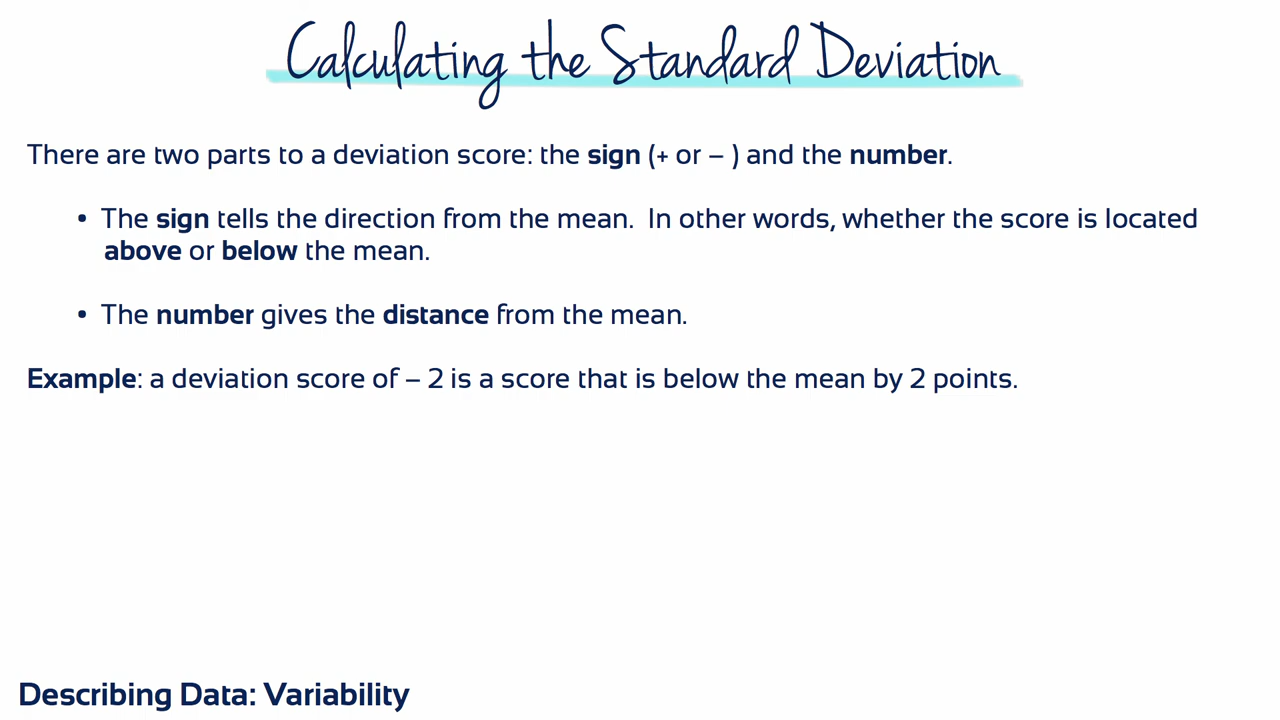 Calculating the Standard Deviation
There are two parts to a deviation score: the sign (+ or – ) and the number.
• The sign tells the direction from the mean.  In other words, whether the score is located
above or below the mean.
• The number gives the distance from the mean.
Example: a deviation score of – 2 is a score that is below the mean by 2 points.
Describing Data: Variability